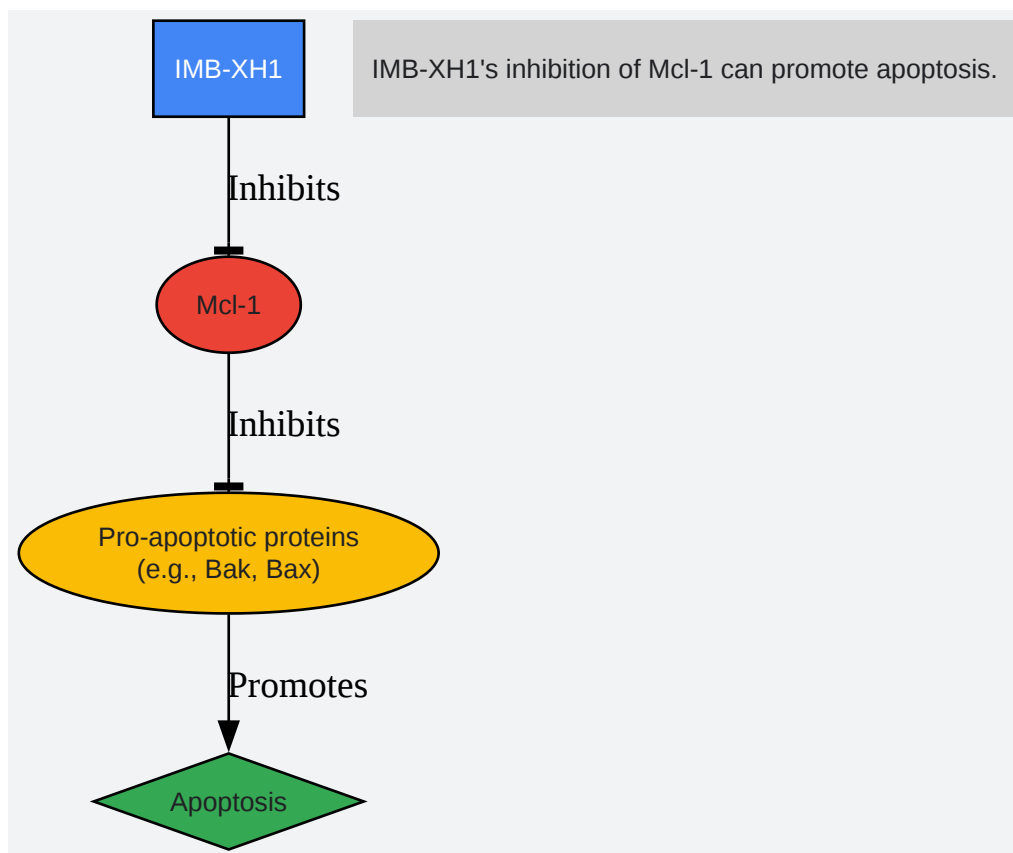 IMB-XH1
IMB-XH1's inhibition of Mcl-1 can promote apoptosis.
Inhibits
Mcl-1
Inhibits
Pro-apoptotic proteins
(e.g., Bak, Bax)
Promotes
Apoptosis